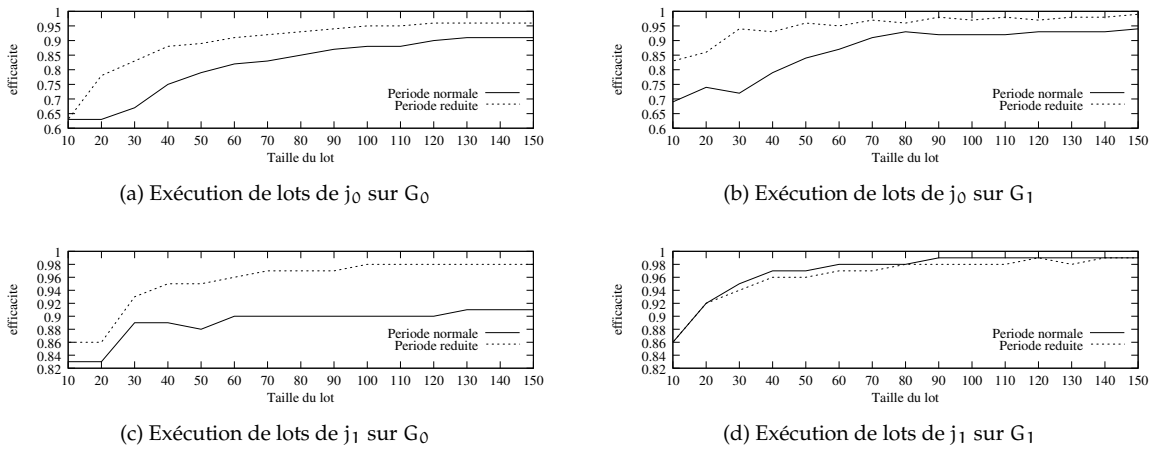 1
0.95
0.9
0.85
0.8
0.75
0.7
0.65
0.6
efficacite
Periode normale
Periode reduite
10 20 30 40 50 60 70 80 90 100 110 120 130 140 150
Taille du lot
(a) Exécution de lots de j0 sur G0
1
0.95
0.9
0.85
0.8
0.75
0.7
0.65
0.6
efficacite
Periode normale
Periode reduite
10 20 30 40 50 60 70 80 90 100 110 120 130 140 150
Taille du lot
(b) Exécution de lots de j0 sur G1
1
0.98
0.96
0.94
0.92
0.9
0.88
0.86
0.84
0.82
efficacite
Periode normale
Periode reduite
10 20 30 40 50 60 70 80 90 100 110 120 130 140 150
Taille du lot
(c) Exécution de lots de j1 sur G0
1
0.98
0.96
0.94
0.92
0.9
0.88
0.86
0.84
0.82
efficacite
Periode normale
Periode reduite
10 20 30 40 50 60 70 80 90 100 110 120 130 140 150
Taille du lot
(d) Exécution de lots de j1 sur G1